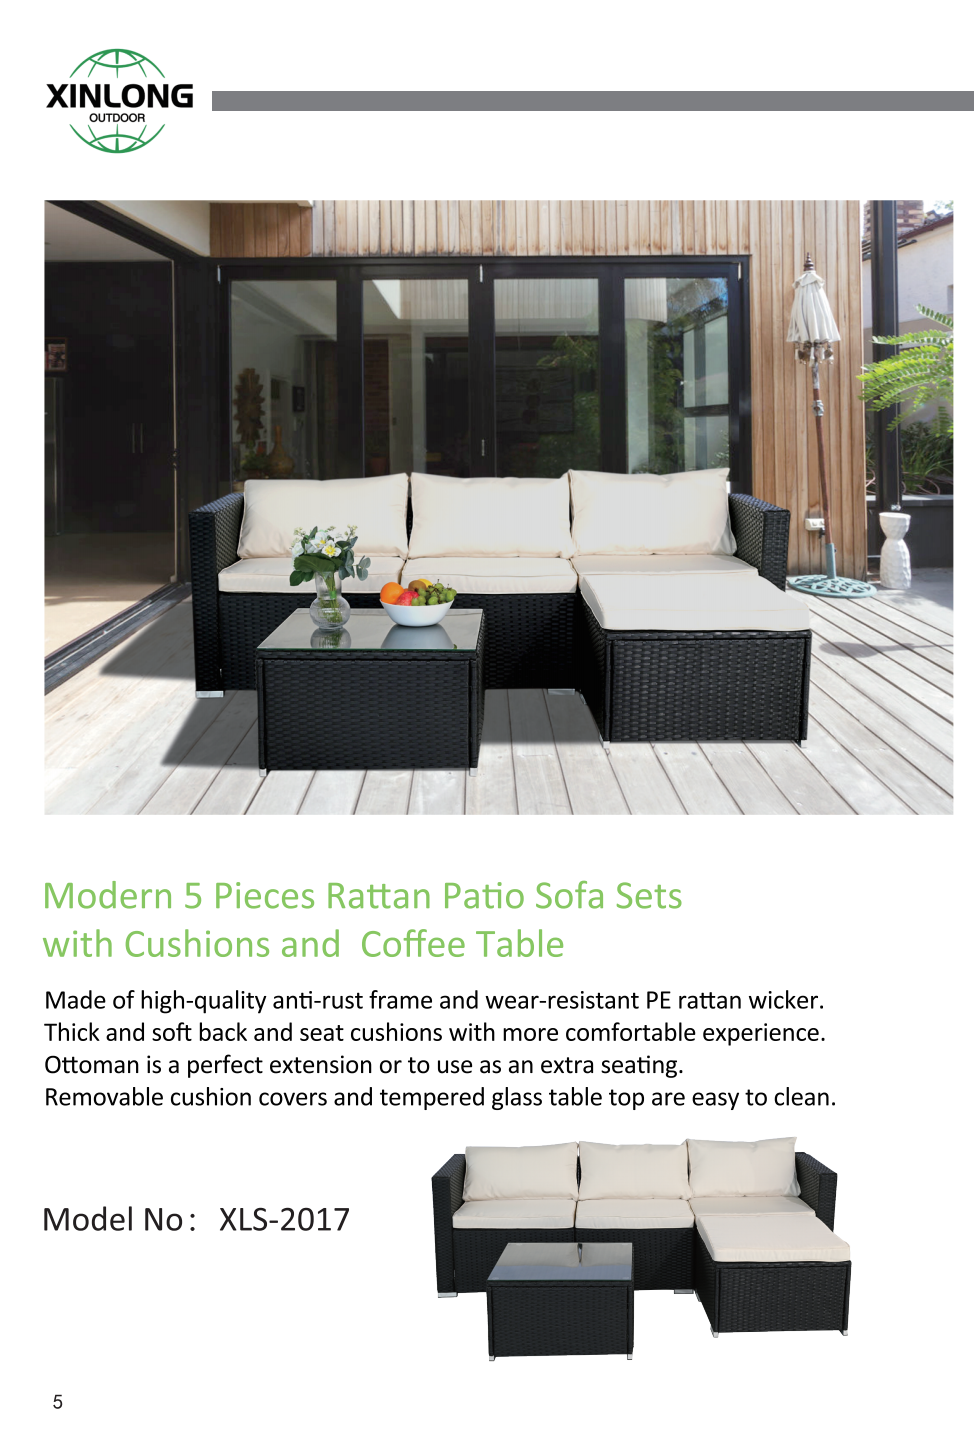 XINLONG
OUTDOOR
Modern 5 Pieces Rattan Patio Sofa Sets
with Cushions and  Coffee Table
Made of high-quality anti-rust frame and wear-resistant PE rattan wicker.
Thick and soft back and seat cushions with more comfortable experience.
Ottoman is a perfect extension or to use as an extra seating.
Removable cushion covers and tempered glass table top are easy to clean.
Model No： XLS-2017
5